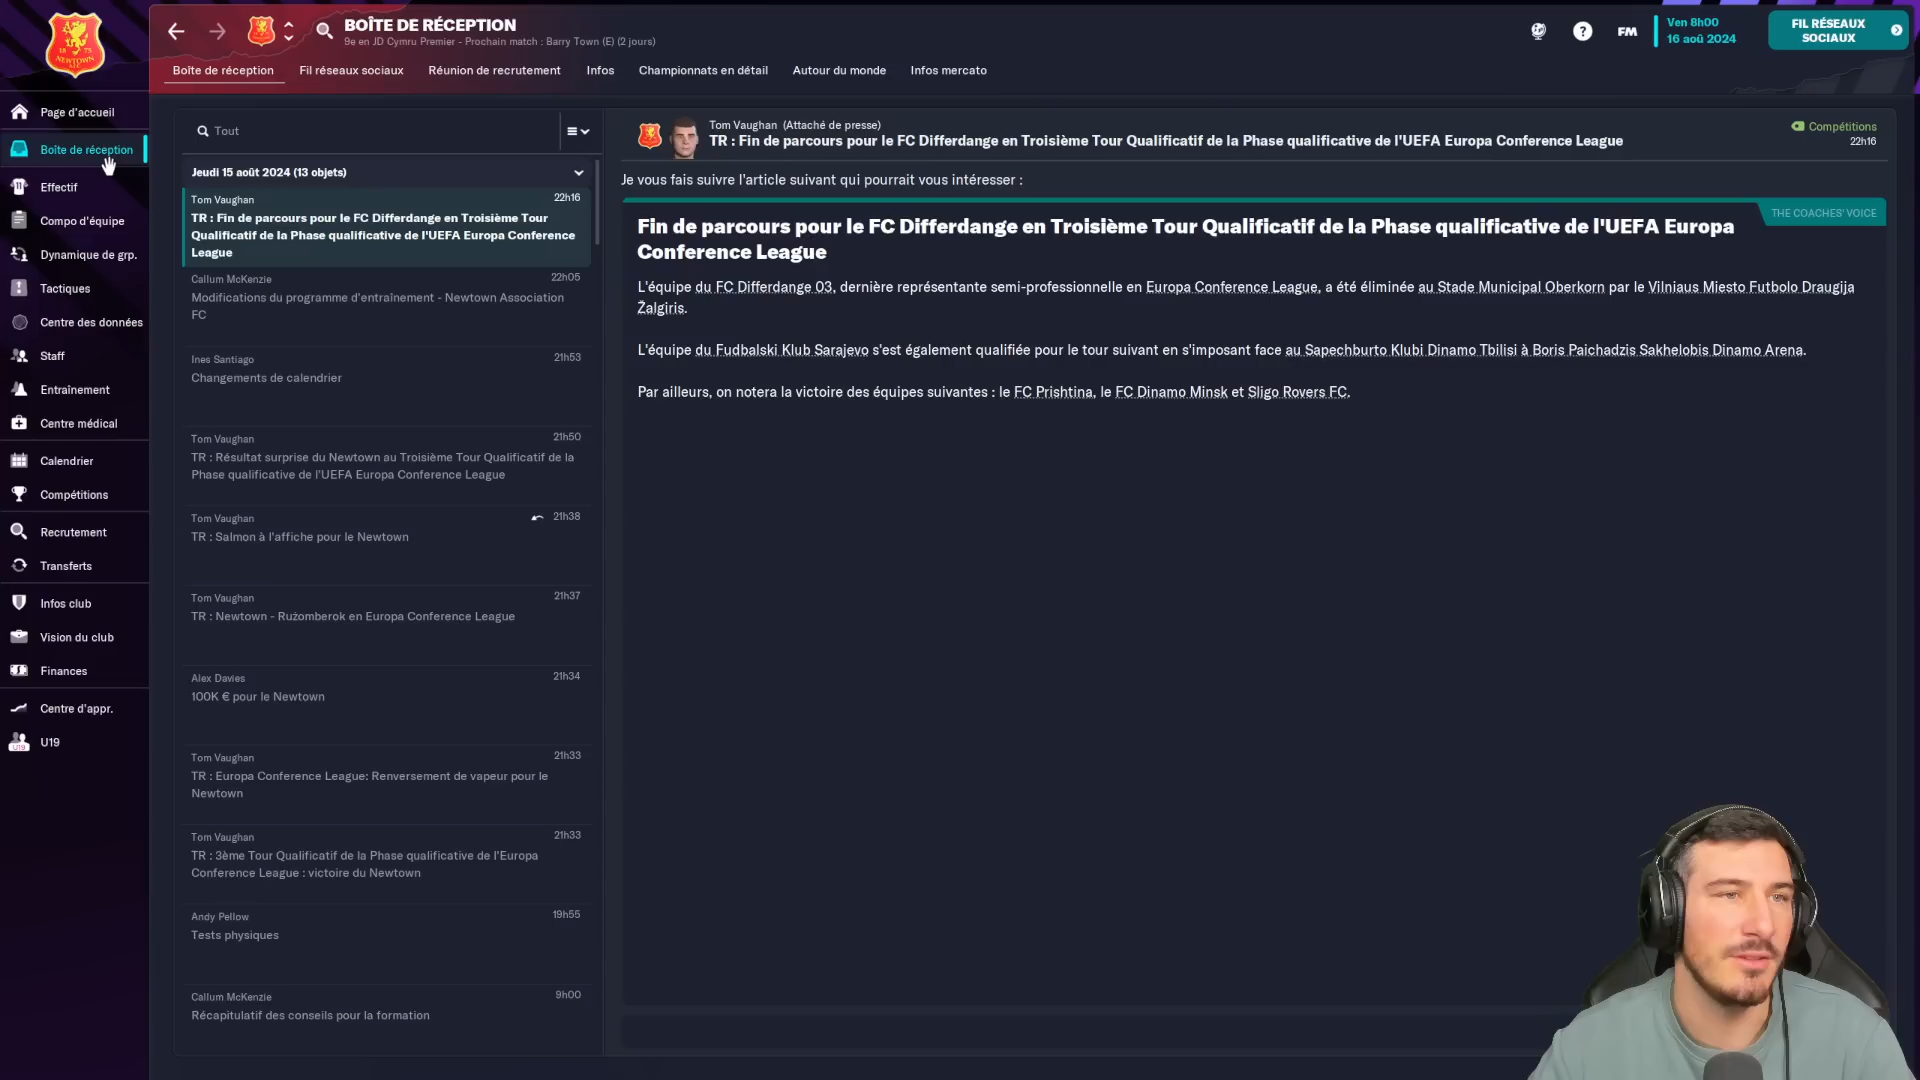 BOÎTE DE RÉCEPTION
9e en JD Cymru Premier - Prochain match : Barry Town (E) (2 jours)
FM
Ven 8h00
16 aoû 2024
FIL RÉSEAUX
SOCIAUX
Boîte de réception
Fil réseaux sociaux
Réunion de recrutement
Infos
Championnats en détail
Autour du monde
Infos mercato
1875
NEWTOWN
Page d'accueil
Boîte de réception
Effectif
Compo d'équipe
Dynamique de grp.
Tactiques
Centre des données
Staff
Entraînement
Centre médical
Calendrier
Compétitions
Recrutement
Transferts
Infos club
Vision du club
Finances
Centre d'appr.
U19
Tout
Jeudi 15 août 2024 (13 objets)
Tom Vaughan
22h16
TR : Fin de parcours pour le FC Differdange en Troisième Tour
Qualificatif de la Phase qualificative de l'UEFA Europa Conference
League
Callum McKenzie
22h05
Modifications du programme d'entraînement - Newtown Association
FC
Ines Santiago
21h53
Changements de calendrier
Tom Vaughan
21h50
TR : Résultat surprise du Newtown au Troisième Tour Qualificatif de la
Phase qualificative de l'UEFA Europa Conference League
Tom Vaughan
21h38
TR : Salmon à l'affiche pour le Newtown
Tom Vaughan
21h37
TR : Newtown - Ružomberok en Europa Conference League
Alex Davies
21h34
100K € pour le Newtown
Tom Vaughan
21h33
TR : Europa Conference League: Renversement de vapeur pour le
Newtown
Tom Vaughan
21h33
TR : 3ème Tour Qualificatif de la Phase qualificative de l'Europa
Conference League : victoire du Newtown
Andy Pellow
19h55
Tests physiques
Callum McKenzie
9h00
Récapitulatif des conseils pour la formation
Tom Vaughan (Attaché de presse)
TR : Fin de parcours pour le FC Differdange en Troisième Tour Qualificatif de la Phase qualificative de l'UEFA Europa Conference League
Compétitions
22h16
Je vous fais suivre l'article suivant qui pourrait vous intéresser :
THE COACHES' VOICE
Fin de parcours pour le FC Differdange en Troisième Tour Qualificatif de la Phase qualificative de l'UEFA Europa
Conference League
L'équipe du FC Differdange 03, dernière représentante semi-professionnelle en Europa Conference League, a été éliminée au Stade Municipal Oberkorn par le Vilniaus Miesto Futbolo Draugija
Žalgiris.
L'équipe du Fudbalski Klub Sarajevo s'est également qualifiée pour le tour suivant en s'imposant face au Sapechburto Klubi Dinamo Tbilisi à Boris Paichadzis Sakhelobis Dinamo Arena.
Par ailleurs, on notera la victoire des équipes suivantes : le FC Prishtina, le FC Dinamo Minsk et Sligo Rovers FC.